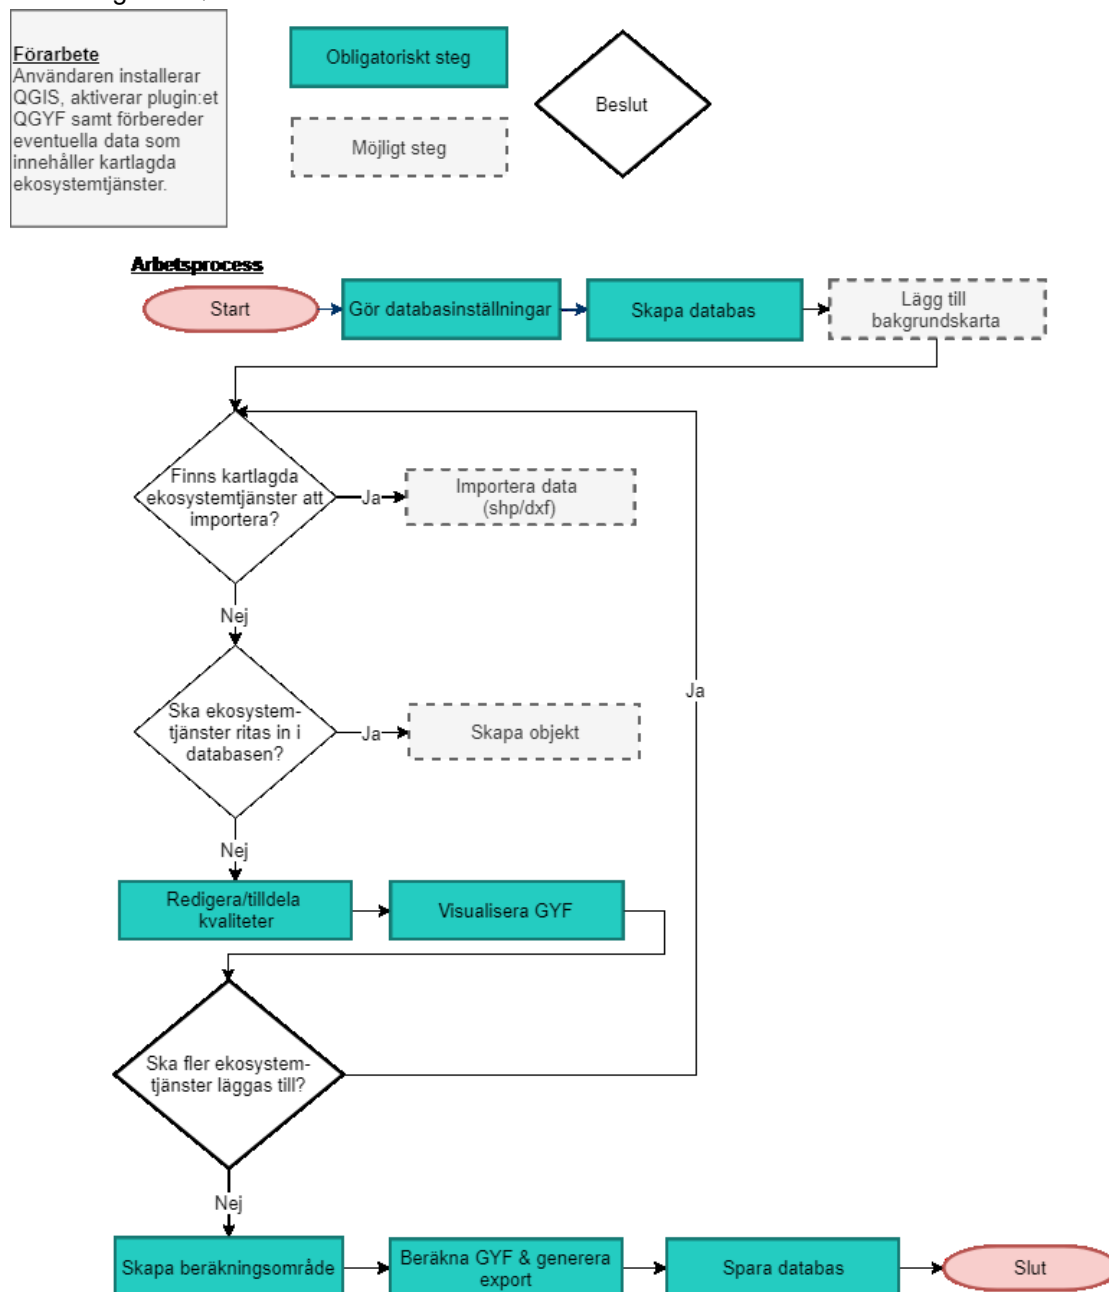 Förarbete
Användaren installerar
QGIS, aktiverar plugin:et
QGYF samt förbereder
eventuella data som
innehåller kartlagda
ekosystemtjänster.
Obligatoriskt steg
Möjligt steg
Beslut
Arbetsprocess
Start
Gör databasinställningar
Skapa databas
Lägg till
bakgrundskarta
Finns kartlagda
ekosystemtjänster att
importera?
Ja
Importera data
(shp/dxf)
Nej
Ska ekosystem-
tjänster ritas in i
databasen?
Ja
Skapa objekt
Ja
Nej
Redigera/tilldela
kvaliteter
Visualisera GYF
Ska fler ekosystem-
tjänster läggas till?
Nej
Skapa beräkningsområde
Beräkna GYF & generera
export
Spara databas
Slut